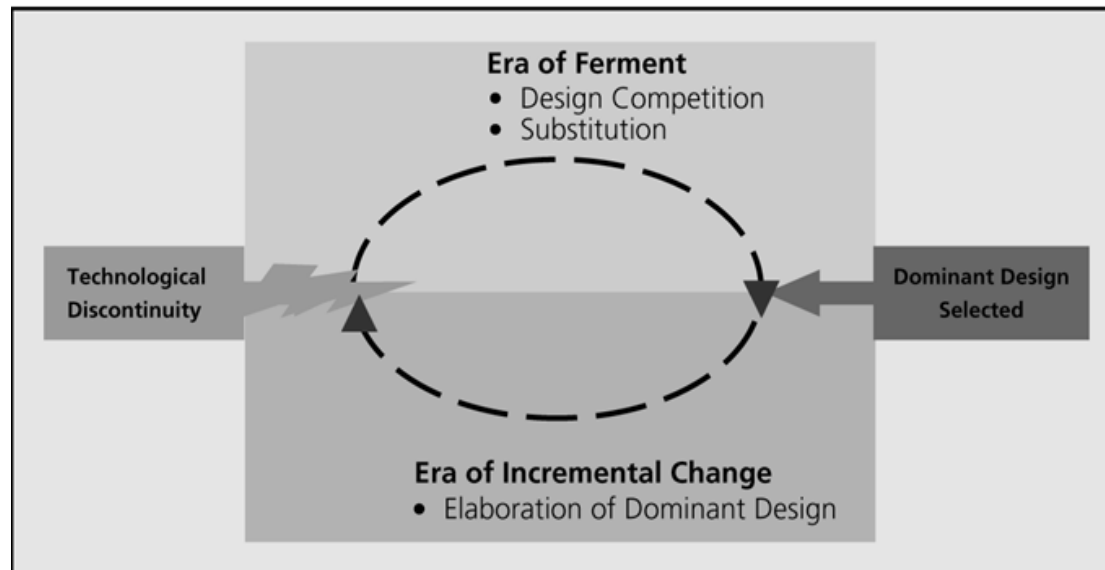 Era of Ferment
• Design Competition
• Substitution
Technological
Discontinuity
Dominant Design
Selected
Era of Incremental Change
• Elaboration of Dominant Design